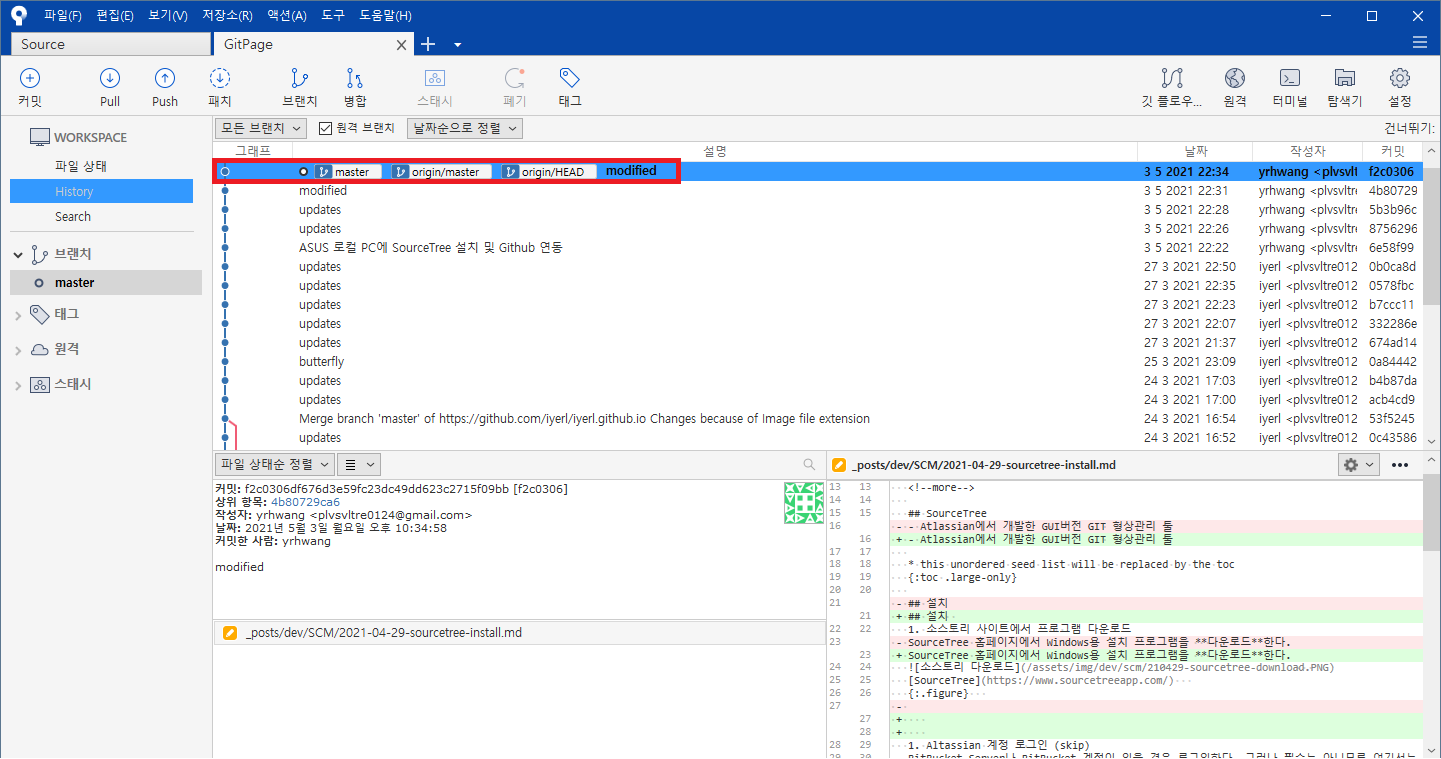 파일(F) 편집(E) 보기(V) 저장소(R) 액션(A) 도구 도움말(H)
Source GitPage
커밋 Pull Push 패치 브랜치 병합 스태시 폐기 태그 깃 플로우... 원격 터미널 탐색기 설정
WORKSPACE
파일 상태
History
Search
브랜치
master
태그
원격
스태시
모든 브랜치 원격 브랜치 날짜순으로 정렬 건너뛰기:
그래프 설명 날짜 작성자 커밋
master origin/master origin/HEAD modified 3 5 2021 22:34 yrhwang <plvsvlt f2c0306
modified 3 5 2021 22:31 yrhwang <plvsvltre 4b80729
updates 3 5 2021 22:28 yrhwang <plvsvltre 5b3b96c
updates 3 5 2021 22:26 yrhwang <plvsvltre 8756296
ASUS 로컬 PC에 SourceTree 설치 및 Github 연동 3 5 2021 22:22 yrhwang <plvsvltre 6e58f99
updates 27 3 2021 22:50 iyerl <plvsvltre012 0b0ca8d
updates 27 3 2021 22:35 iyerl <plvsvltre012 0578fbc
updates 27 3 2021 22:23 iyerl <plvsvltre012 b7ccc11
updates 27 3 2021 22:07 iyerl <plvsvltre012 332286e
updates 27 3 2021 21:37 iyerl <plvsvltre012 674ad14
butterfly 25 3 2021 23:09 iyerl <plvsvltre012 0a84442
updates 24 3 2021 17:03 iyerl <plvsvltre012 b4b87da
updates 24 3 2021 17:00 iyerl <plvsvltre012 acb4cd9
Merge branch 'master' of https://github.com/iyerl/iyerl.github.io Changes because of Image file extension 24 3 2021 16:54 iyerl <plvsvltre012 53f5245
updates 24 3 2021 16:52 iyerl <plvsvltre012 0c43586
파일 상태순 정렬
커밋: f2c0306df676d3e59fc23dc49dd623c2715f09bb [f2c0306]
상위 항목: 4b80729ca6
작성자: yrhwang <plvsvltre0124@gmail.com>
날짜: 2021년 5월 3일 월요일 오후 10:34:58
커밋한 사람: yrhwang
modified
_posts/dev/SCM/2021-04-29-sourcetree-install.md
_posts/dev/SCM/2021-04-29-sourcetree-install.md
13 13 <!--more-->
14 14
15 15 ## SourceTree
16 - - Atlassian에서 개발한 GUI버전 GIT 형상관리 툴
16 + - Atlassian에서 개발한 GUI버전 GIT 형상관리 툴
17 17
18 18 * this unordered seed list will be replaced by the toc
19 19 {:toc .large-only}
20 20
21 - ## 설치
21 + ## 설치
22 22 1. 소스트리 사이트에서 프로그램 다운로드
23 - SourceTree 홈페이지에서 Windows용 설치 프로그램을 **다운로드**한다.
23 + SourceTree 홈페이지에서 Windows용 설치 프로그램을 **다운로드**한다.
24 24 ![소스트리 다운로드](/assets/img/dev/scm/210429-sourcetree-download.PNG)
25 25 [SourceTree](https://www.sourcetreeapp.com/)
26 26 {:.figure}
27 -
27 +
28 +
28 29 1. Altassian 계정 로그인 (skip)